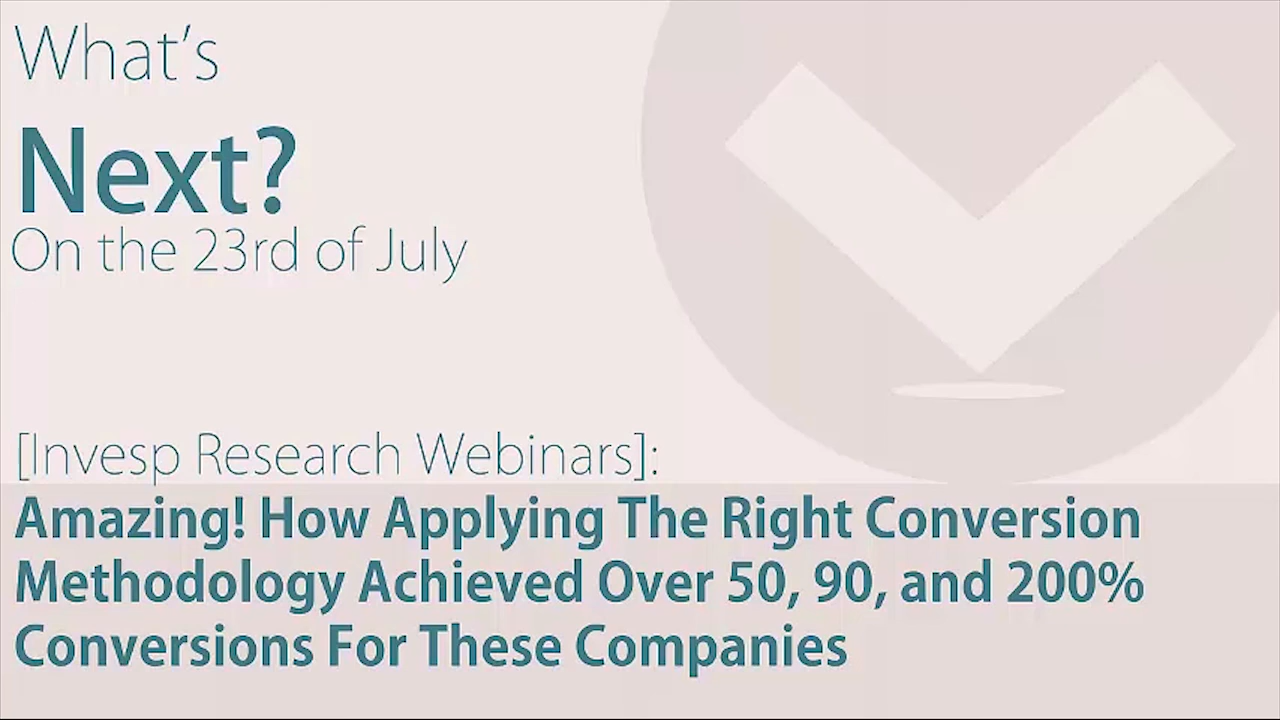 What's
Next?
On the 23rd of July
[Invesp Research Webinars]:
Amazing! How Applying The Right Conversion
Methodology Achieved Over 50, 90, and 200%
Conversions For These Companies